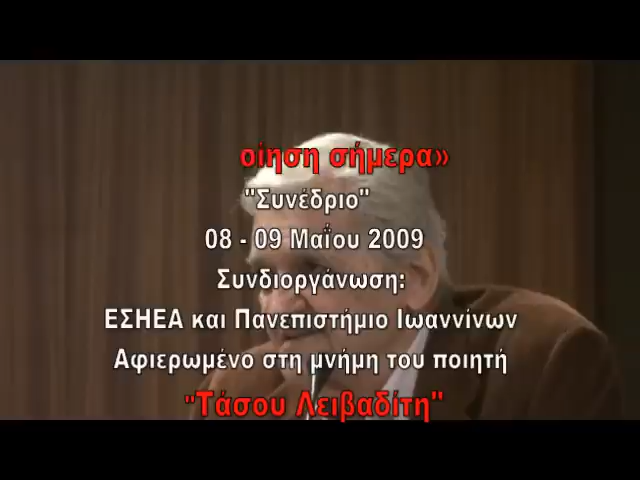 οίηση σήμερα»
"Συνέδριο"
08 - 09 Μαΐου 2009
Συνδιοργάνωση:
ΕΣΗΕΑ και Πανεπιστήμιο Ιωαννίνων
Αφιερωμένο στη μνήμη του ποιητή
"Τάσου Λειβαδίτη"